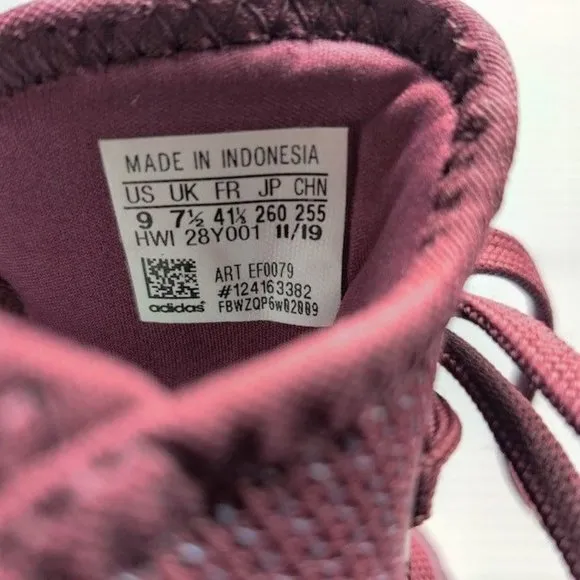 MADE IN INDONESIA
US UK FR JP CHN
9 7½ 41⅓ 260 255
HWI 28Y001 11/19
ART EF0079
#124163382
adidas FBWZQP6w02009